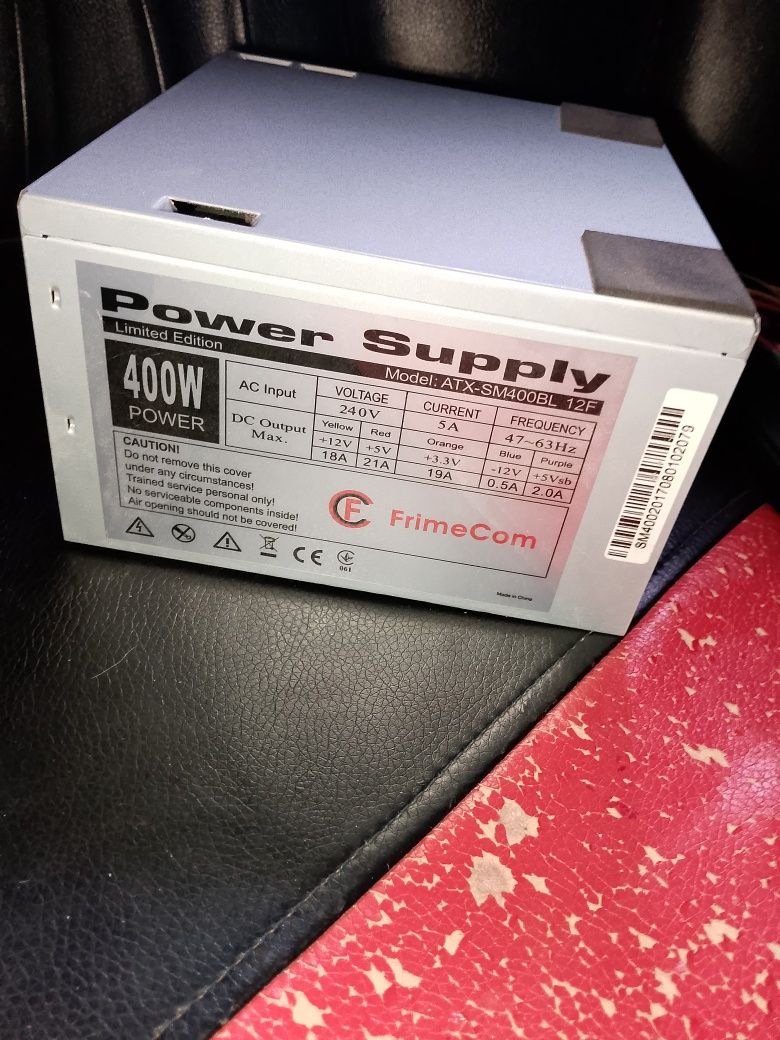 Power Supply
Limited Edition
Model: ATX-SM400BL 12F
400W
POWER
AC Input
VOLTAGE
CURRENT
FREQUENCY
240V
5A
47~63Hz
DC Output
Max.
Yellow
Red
Orange
Blue
Purple
+12V
+5V
+3.3V
-12V
+5Vsb
18A
21A
19A
0.5A
2.0A
CAUTION!
Do not remove this cover
under any circumstances!
Trained service personal only!
No serviceable components inside!
Air opening should not be covered!
FrimeCom
CE
061
Made in China
SM4002017080102079